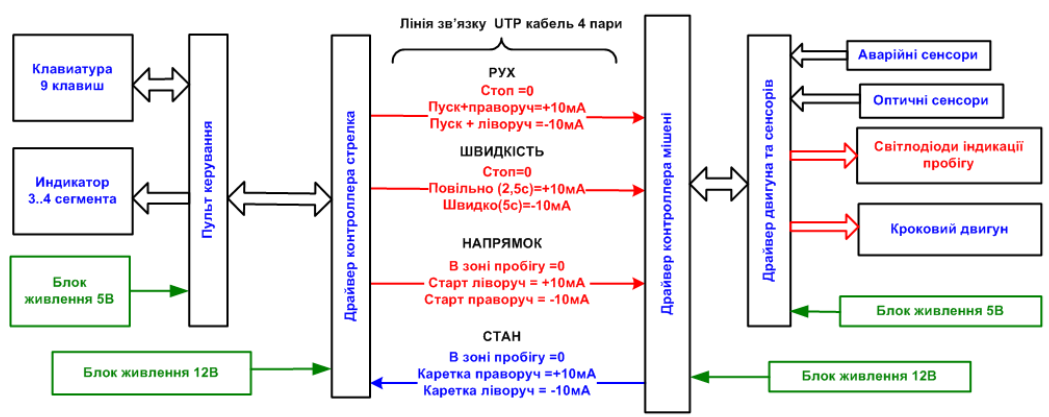 Лінія зв'язку UTP кабель 4 пари
Клавиатура
9 клавиш
Индикатор
3..4 сегмента
Блок
живлення 5В
Блок живлення 12В
Пульт керування
Драйвер контроллера стрелка
РУХ
Стоп =0
Пуск+праворуч=+10мА
Пуск + ліворуч =-10мА
ШВИДКІСТЬ
Стоп=0
Повільно (2,5с)=+10мА
Швидко(5с)=-10мА
НАПРЯМОК
В зоні пробігу =0
Старт ліворуч = +10мА
Старт праворуч = -10мА
СТАН
В зоні пробігу =0
Каретка праворуч =+10мА
Каретка ліворуч = -10мА
Драйвер контроллера мішені
Драйвер двигуна та сенсорів
Аварійні сенсори
Оптичні сенсори
Світлодіоди індикації
пробігу
Кроковий двигун
Блок живлення 5В
Блок живлення 12В